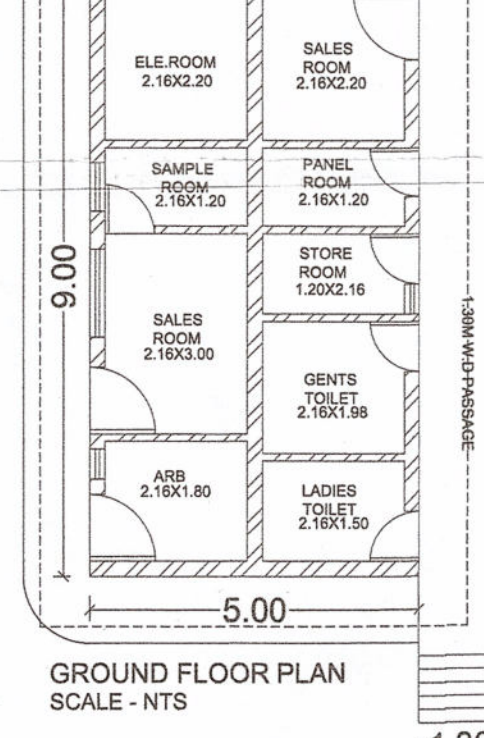 ELE.ROOM
2.16X2.20
SALES
ROOM
2.16X2.20
SAMPLE
ROOM
2.16X1.20
PANEL
ROOM
2.16X1.20
STORE
ROOM
1.20X2.16
9.00
SALES
ROOM
2.16X3.00
1.30M W.D PASSAGE
GENTS
TOILET
2.16X1.98
ARB
2.16X1.80
LADIES
TOILET
2.16X1.50
5.00
GROUND FLOOR PLAN
SCALE - NTS